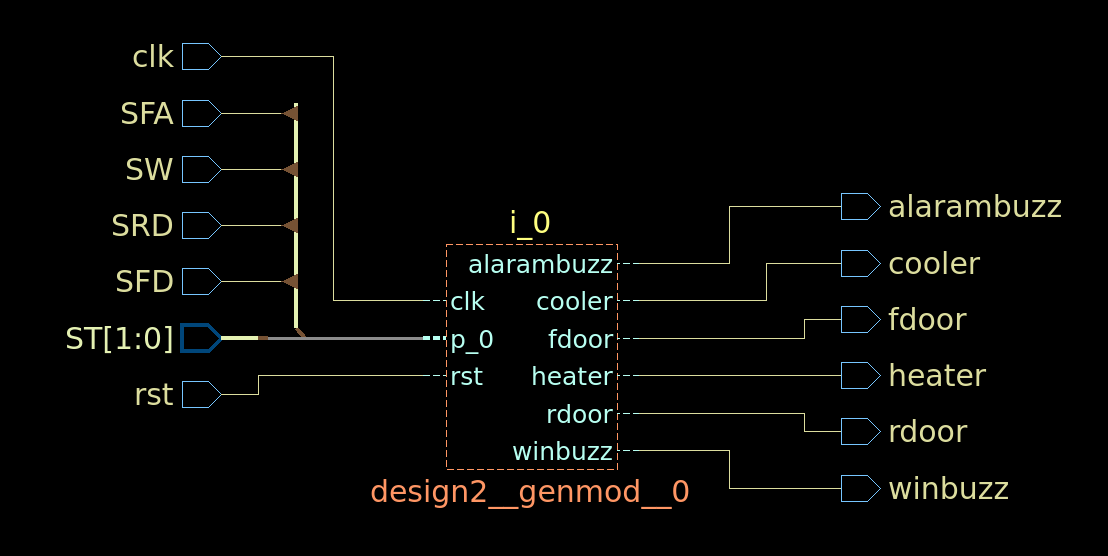 clk
SFA
SW
SRD
SFD
ST[1:0]
rst
i_0
alarambuzz
clk cooler
p_0 fdoor
rst heater
rdoor
winbuzz
design2__genmod__0
alarambuzz
cooler
fdoor
heater
rdoor
winbuzz